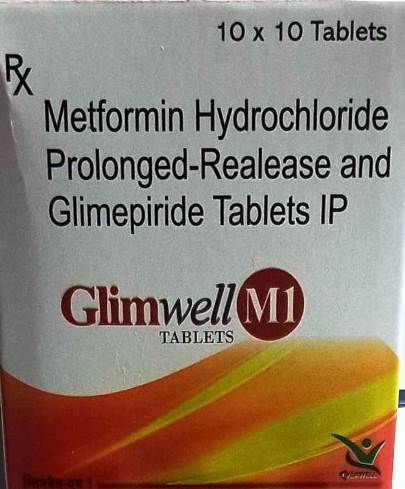 10 x 10 Tablets
Rx
Metformin Hydrochloride
Prolonged-Realease and
Glimepiride Tablets IP
Glimwell M1
TABLETS